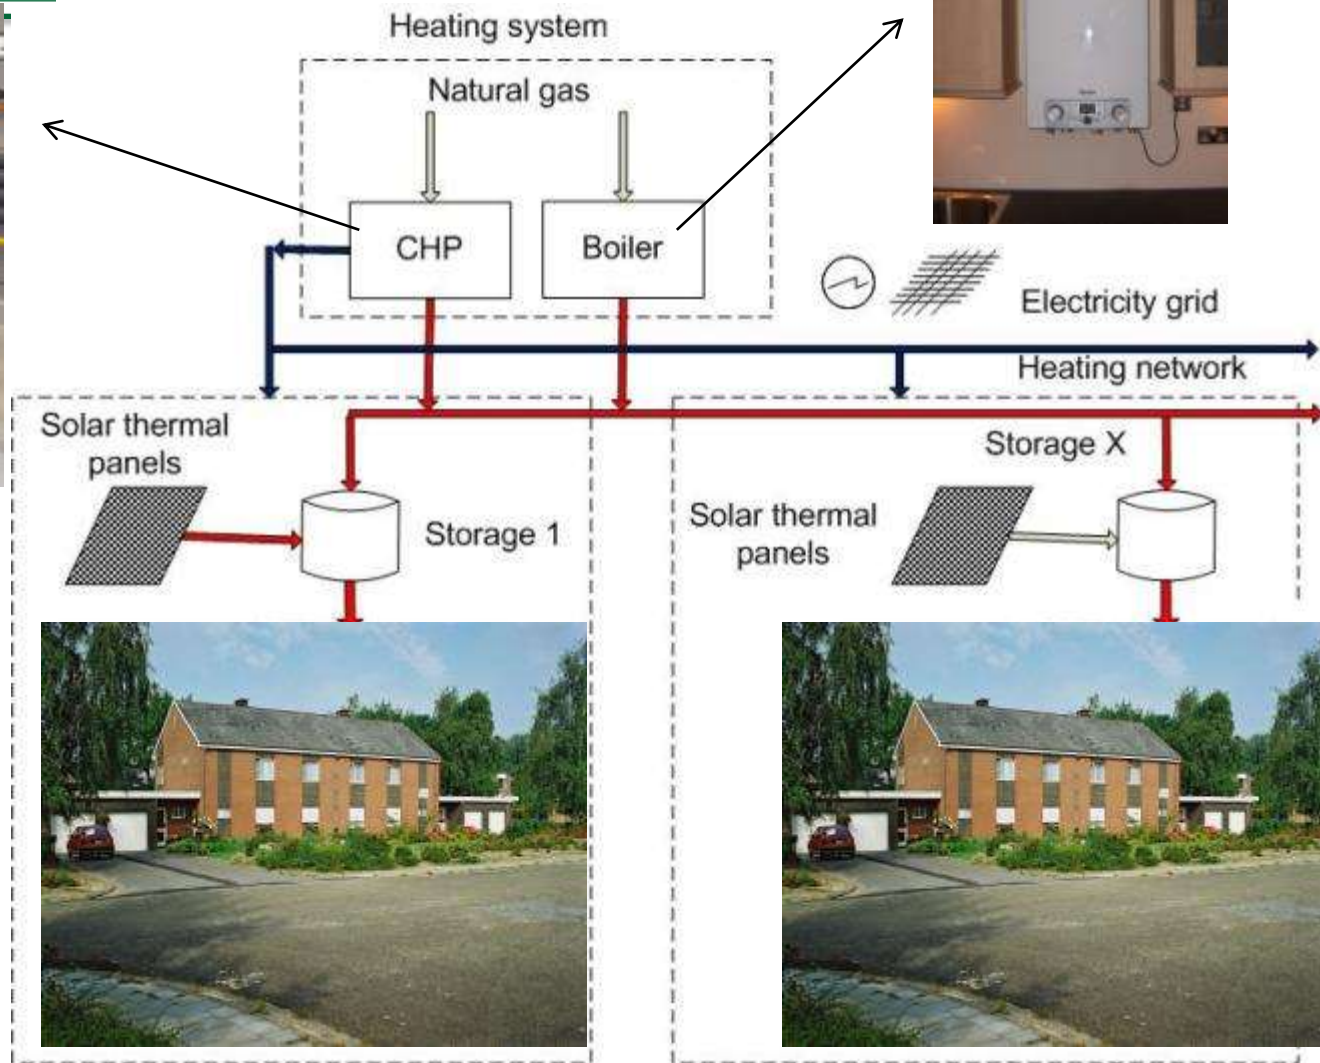 Heating system
Natural gas
CHP
Boiler
Electricity grid
Heating network
Solar thermal
panels
Storage 1
Storage X
Solar thermal
panels